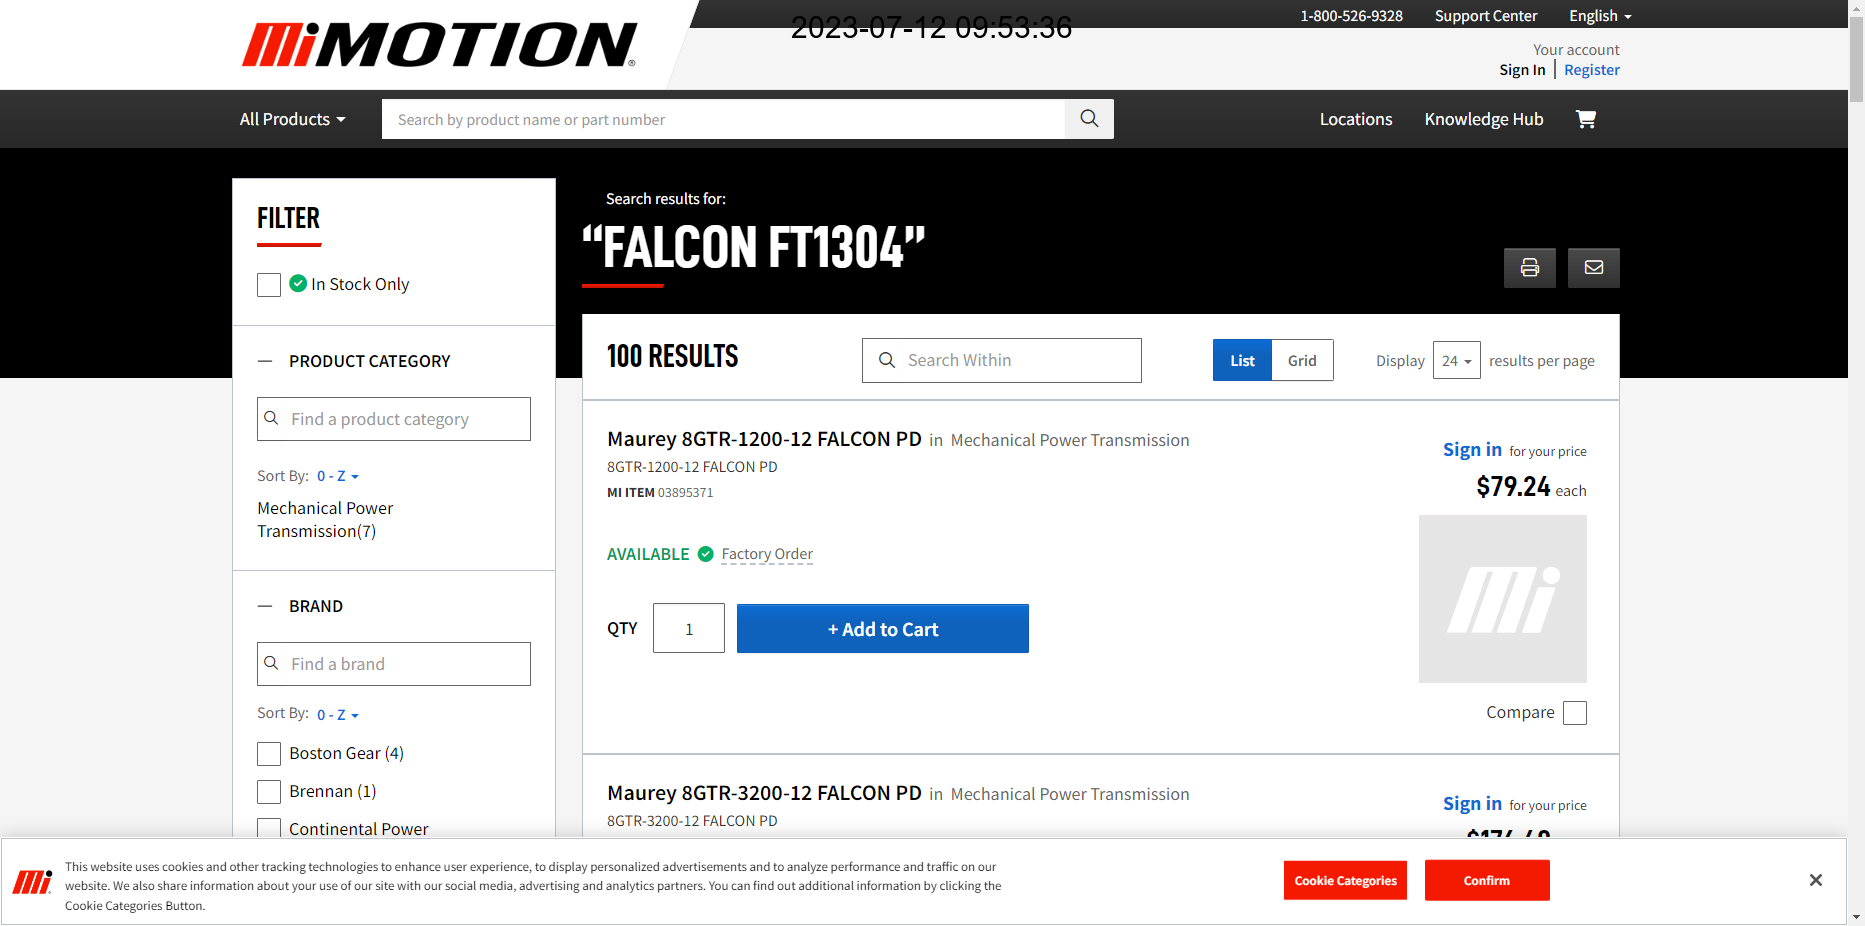 MiMOTION®
2023-07-12 09:53:36
1-800-526-9328 Support Center English
Your account
Sign In | Register
All Products Search by product name or part number Locations Knowledge Hub
FILTER
In Stock Only
PRODUCT CATEGORY
Find a product category
Sort By: 0 - Z
Mechanical Power
Transmission(7)
BRAND
Find a brand
Sort By: 0 - Z
Boston Gear (4)
Brennan (1)
Continental Power
Search results for:
“FALCON FT1304”
100 RESULTS Search Within List Grid Display 24 results per page
Maurey 8GTR-1200-12 FALCON PD in Mechanical Power Transmission
8GTR-1200-12 FALCON PD
MI ITEM 03895371
Sign in for your price
$79.24 each
AVAILABLE Factory Order
QTY 1 + Add to Cart
mi
Compare
Maurey 8GTR-3200-12 FALCON PD in Mechanical Power Transmission
8GTR-3200-12 FALCON PD
Sign in for your price
mi
This website uses cookies and other tracking technologies to enhance user experience, to display personalized advertisements and to analyze performance and traffic on our
website. We also share information about your use of our site with our social media, advertising and analytics partners. You can find out additional information by clicking the
Cookie Categories Button.
Cookie Categories Confirm